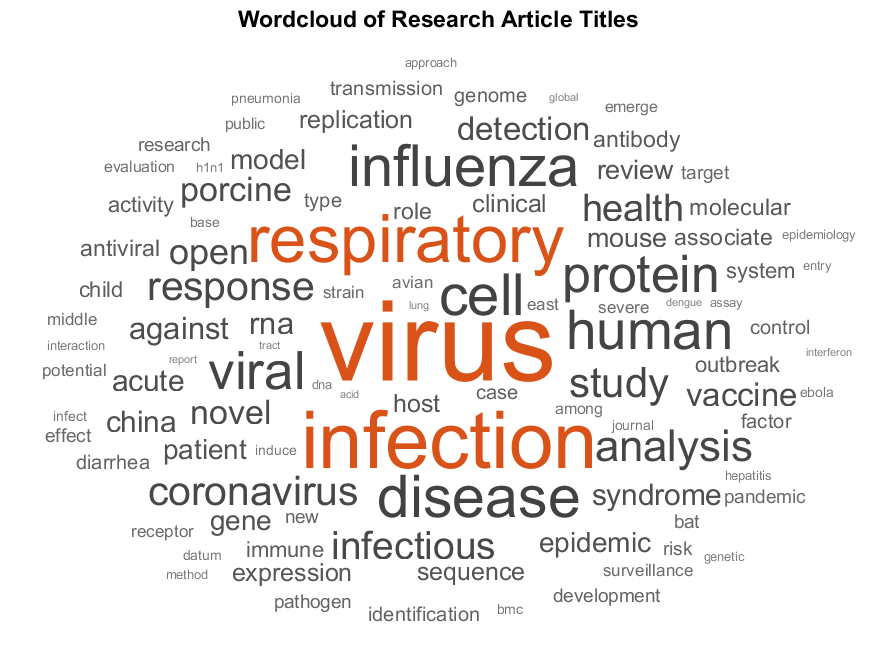 Wordcloud of Research Article Titles
approach
transmission
pneumonia
genome
global
emerge
public
replication
detection
antibody
research
influenza
evaluation
h1n1
model
review
target
porcine
activity
type
role
clinical
health
molecular
base
respiratory
mouse
associate
epidemiology
antiviral
open
protein
system
entry
child
response
strain
avian
cell
east
severe
dengue
assay
lung
middle
against
rna
virus
human
control
interaction
tract
interferon
report
potential
acute
viral
dna
acid
case
study
outbreak
vaccine
ebola
host
among
infect
china
novel
journal
factor
effect
patient
induce
infection
analysis
diarrhea
hepatitis
coronavirus
disease
syndrome
pandemic
receptor
gene
new
bat
datum
immune
infectious
epidemic
risk
genetic
method
expression
sequence
surveillance
pathogen
development
identification
bmc